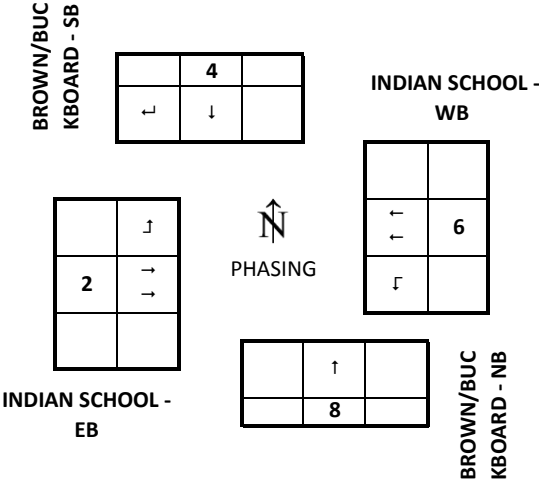 BROWN/BUC
KBOARD - SB
4
↵ ↓
INDIAN SCHOOL -
WB
←
← 6
↲
↥
2 →
→
N
PHASING
INDIAN SCHOOL -
EB
↑
8
BROWN/BUC
KBOARD - NB